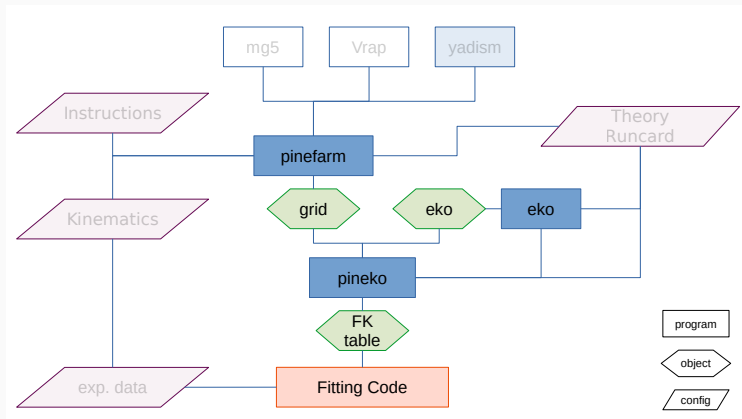 mg5
Vrap
yadism
Instructions
Theory
Runcard
pinefarm
Kinematics
grid
eko
eko
pineko
FK
table
program
object
exp. data
Fitting Code
config